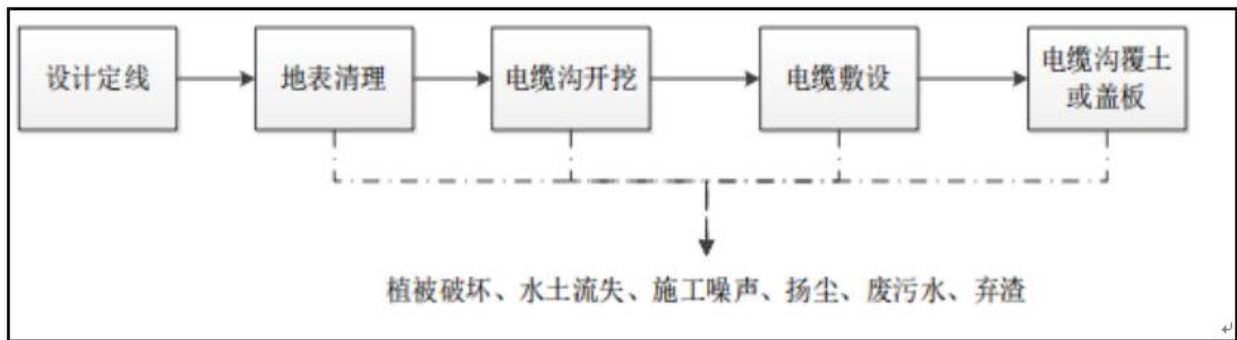 设计定线
地表清理
电缆沟开挖
电缆敷设
电缆沟覆土
或盖板
植被破坏、水土流失、施工噪声、扬尘、废污水、弃渣